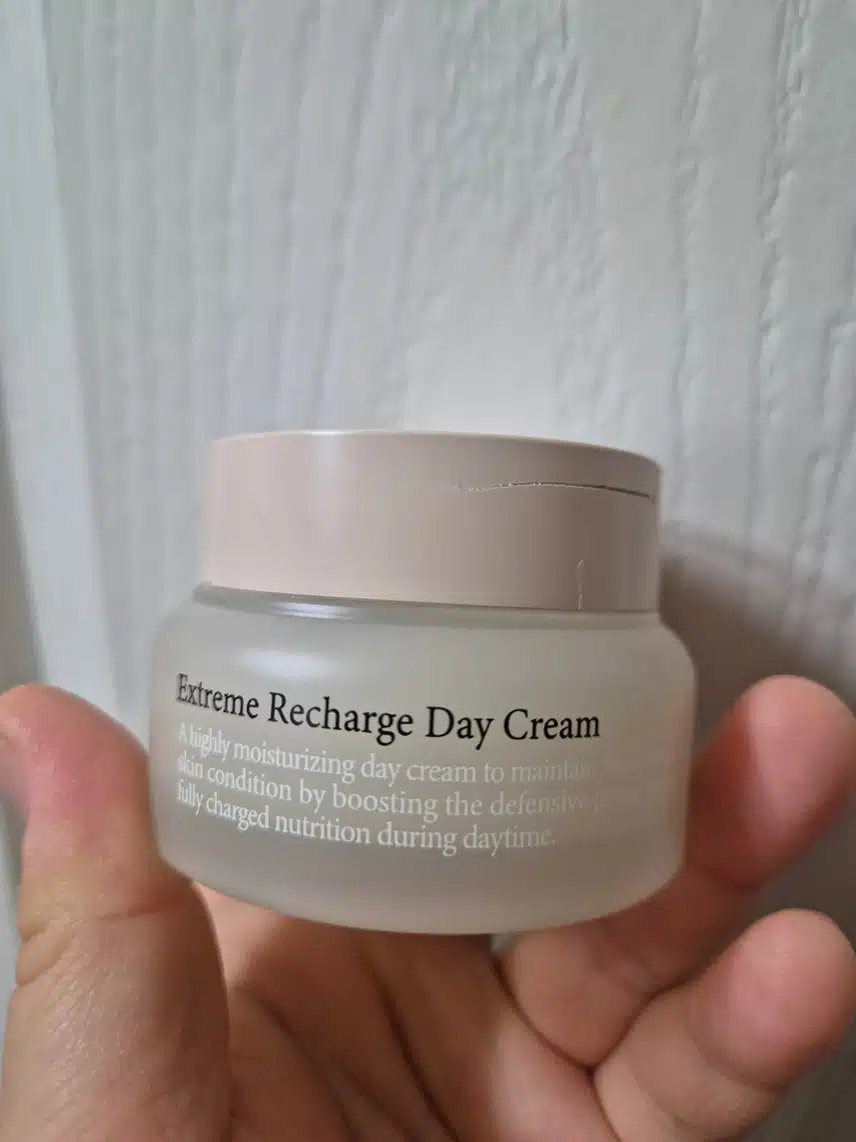 Extreme Recharge Day Cream
A highly moisturizing day cream to maintain
skin condition by boosting the defensive
fully charged nutrition during daytime.